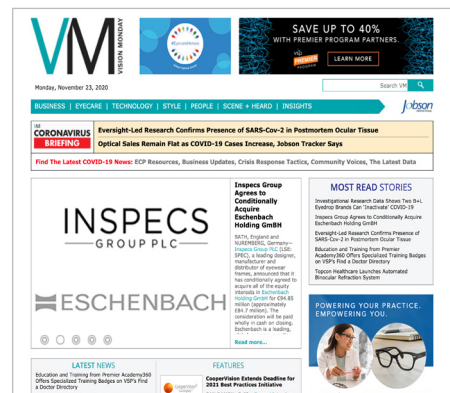 VM
VISION MONDAY
SAVE UP TO 40%
WITH PREMIER PROGRAM PARTNERS.
vsp
PREMIER
PROGRAM
LEARN MORE
Monday, November 23, 2020
Search VM
BUSINESS | EYECARE | TECHNOLOGY | STYLE | PEOPLE | SCENE + HEARD | INSIGHTS
Jobson
CORONAVIRUS
BRIEFING
Eversight-Led Research Confirms Presence of SARS-Cov-2 in Postmortem Ocular Tissue
Optical Sales Remain Flat as COVID-19 Cases Increase, Jobson Tracker Says
Find The Latest COVID-19 News: ECP Resources, Business Updates, Crisis Response Tactics, Community Voices, The Latest Data
INSPECS
GROUP PLC
ESCHENBACH
Inspecs Group
Agrees to
Conditionally
Acquire
Eschenbach
Holding GmBH
BATH, England and
NUREMBERG, Germany—
Inspecs Group PLC (LSE:
SPEC), a leading designer,
manufacturer and
distributor of eyewear
frames, announced that it
has conditionally agreed to
acquire all of the equity
interests in Eschenbach
Holding GmbH for €94.85
million (approximately
£84.7 million). The
consideration will be paid
wholly in cash on closing.
Eschenbach is a leading,
Read more...
MOST READ STORIES
Investigational Research Data Shows Two B+L
Eyedrop Brands Can 'Inactivate' COVID-19
Inspecs Group Agrees to Conditionally Acquire
Eschenbach Holding GmBH
Eversight-Led Research Confirms Presence of
SARS-CoV-2 in Postmortem Ocular Tissue
Education and Training from Premier
Academy360 Offers Specialized Training Badges
on VSP's Find a Doctor Directory
Topcon Healthcare Launches Automated
Binocular Refraction System
POWERING YOUR PRACTICE.
EMPOWERING YOU.
LATEST NEWS
Education and Training from Premier Academy360
Offers Specialized Training Badges on VSP's Find
a Doctor Directory
FEATURES
CooperVision
CooperVision Extends Deadline for
2021 Best Practices Initiative